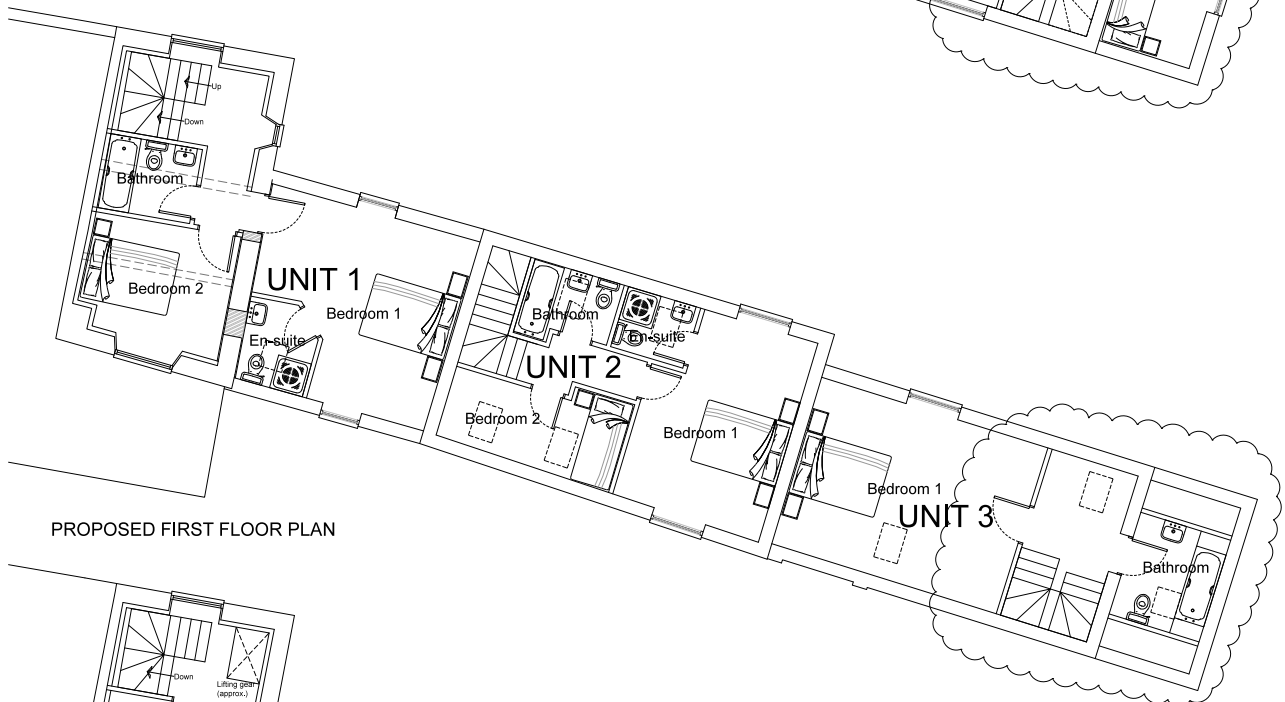 Up
Down
Bathroom
Bedroom 2
UNIT 1
Bedroom 1
En-suite
Bathroom
En-suite
UNIT 2
Bedroom 2
Bedroom 1
Bedroom 1
UNIT 3
Bathroom
PROPOSED FIRST FLOOR PLAN
Down
Lifting gear
(approx.)